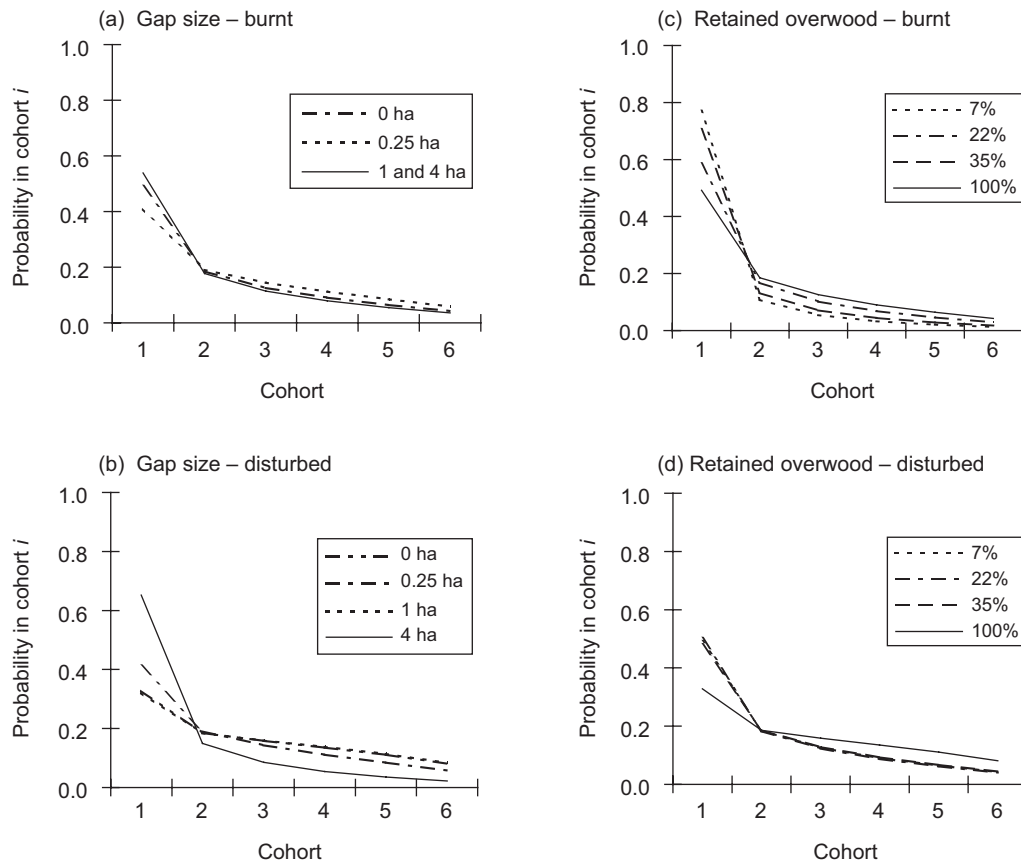 (a) Gap size – burnt
Probability in cohort i
1.0
0.8
0.6
0.4
0.2
0.0
0 ha
0.25 ha
1 and 4 ha
1 2 3 4 5 6
Cohort
(c) Retained overwood – burnt
Probability in cohort i
1.0
0.8
0.6
0.4
0.2
0.0
7%
22%
35%
100%
1 2 3 4 5 6
Cohort
(b) Gap size – disturbed
Probability in cohort i
1.0
0.8
0.6
0.4
0.2
0.0
0 ha
0.25 ha
1 ha
4 ha
1 2 3 4 5 6
Cohort
(d) Retained overwood – disturbed
Probability in cohort i
1.0
0.8
0.6
0.4
0.2
0.0
7%
22%
35%
100%
1 2 3 4 5 6
Cohort